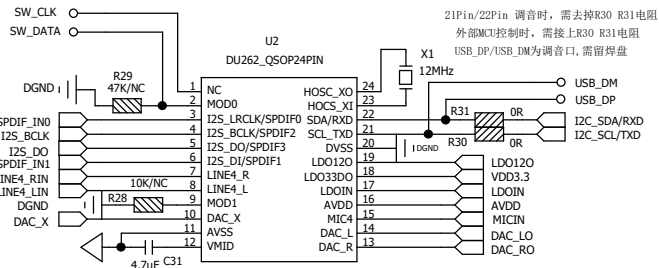 21Pin/22Pin 调音时，需去掉R30 R31电阻
外部MCU控制时，需接上R30 R31电阻
USB_DP/USB_DM为调音口,需留焊盘
SW_CLK
SW_DATA
U2
DU262_QSOP24PIN
X1
12MHz
R29
47K/NC
DGND
USB_DM
USB_DP
1 NC
2 MOD0
3 I2S_LRCLK/SPDIF0
4 I2S_BCLK/SPDIF2
5 I2S_DO/SPDIF3
6 I2S_DI/SPDIF1
7 LINE4_R
8 LINE4_L
9 MOD1
10 DAC_X
11 AVSS
12 VMID
HOSC_XO 24
HOCS_XI 23
SDA/RXD 22
SCL_TXD 21
DVSS 20
LDO12O 19
LDO33DO 18
LDOIN 17
AVDD 16
MIC4 15
DAC_L 14
DAC_R 13
SPDIF_IN0
I2S_BCLK
I2S_DO
SPDIF_IN1
LINE4_RIN
LINE4_LIN
DGND
DAC_X
10K/NC
R28
4.7uF C31
R31 0R
R30 0R
I2C_SDA/RXD
I2C_SCL/TXD
DGND
LDO12O
VDD3.3
LDOIN
AVDD
MICIN
DAC_LO
DAC_RO